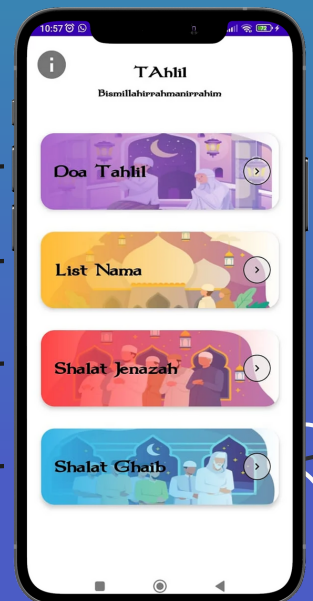 10:57
TAhlil
Bismillahirrahmanirrahim
Doa Tahlil
List Nama
Shalat Jenazah
Shalat Ghaib